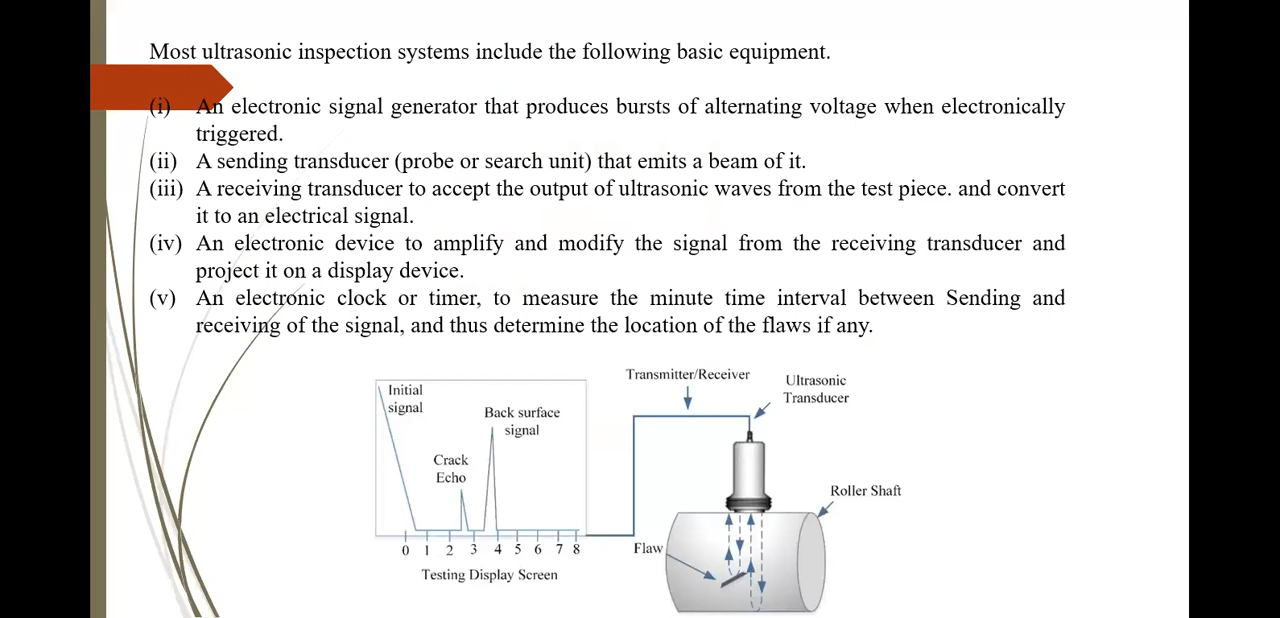 Most ultrasonic inspection systems include the following basic equipment.
(i) An electronic signal generator that produces bursts of alternating voltage when electronically
triggered.
(ii) A sending transducer (probe or search unit) that emits a beam of it.
(iii) A receiving transducer to accept the output of ultrasonic waves from the test piece. and convert
it to an electrical signal.
(iv) An electronic device to amplify and modify the signal from the receiving transducer and
project it on a display device.
(v) An electronic clock or timer, to measure the minute time interval between Sending and
receiving of the signal, and thus determine the location of the flaws if any.
Initial
signal
Back surface
signal
Crack
Echo
0 1 2 3 4 5 6 7 8
Testing Display Screen
Transmitter/Receiver
Ultrasonic
Transducer
Roller Shaft
Flaw